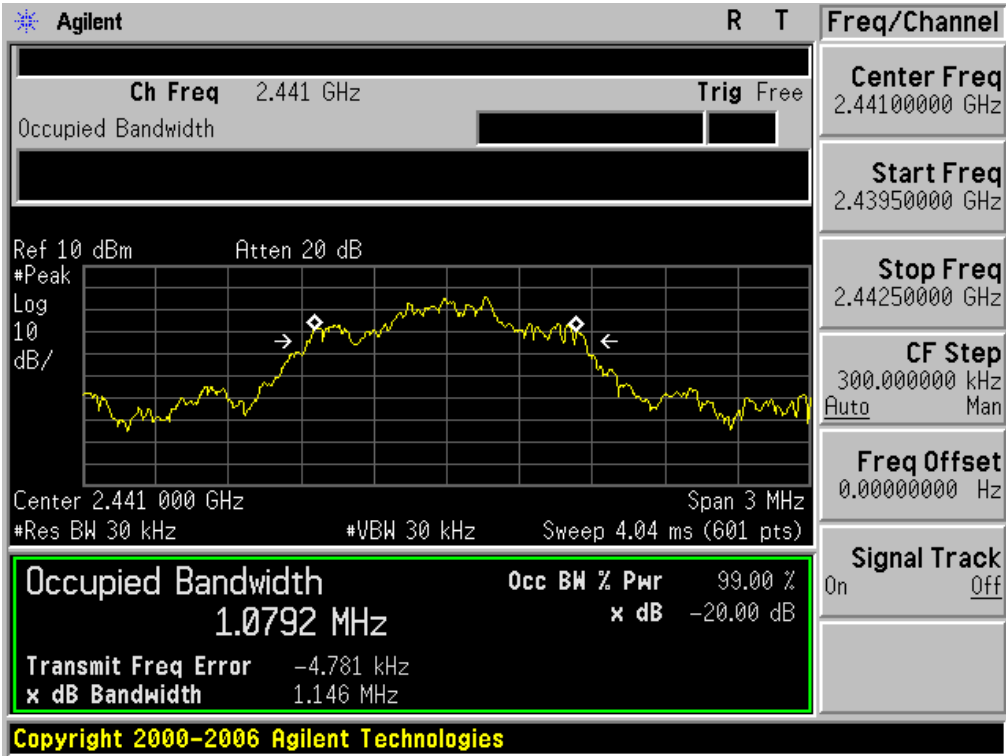 Agilent R T Freq/Channel
Ch Freq 2.441 GHz Trig Free
Occupied Bandwidth
Center Freq
2.44100000 GHz
Start Freq
2.43950000 GHz
Stop Freq
2.44250000 GHz
CF Step
300.000000 kHz
Auto Man
Freq Offset
0.00000000 Hz
Signal Track
On Off
Ref 10 dBm Atten 20 dB
#Peak
Log
10
dB/
Center 2.441 000 GHz Span 3 MHz
#Res BW 30 kHz #VBW 30 kHz Sweep 4.04 ms (601 pts)
Occupied Bandwidth Occ BW % Pwr 99.00 %
1.0792 MHz x dB -20.00 dB
Transmit Freq Error -4.781 kHz
x dB Bandwidth 1.146 MHz
Copyright 2000-2006 Agilent Technologies